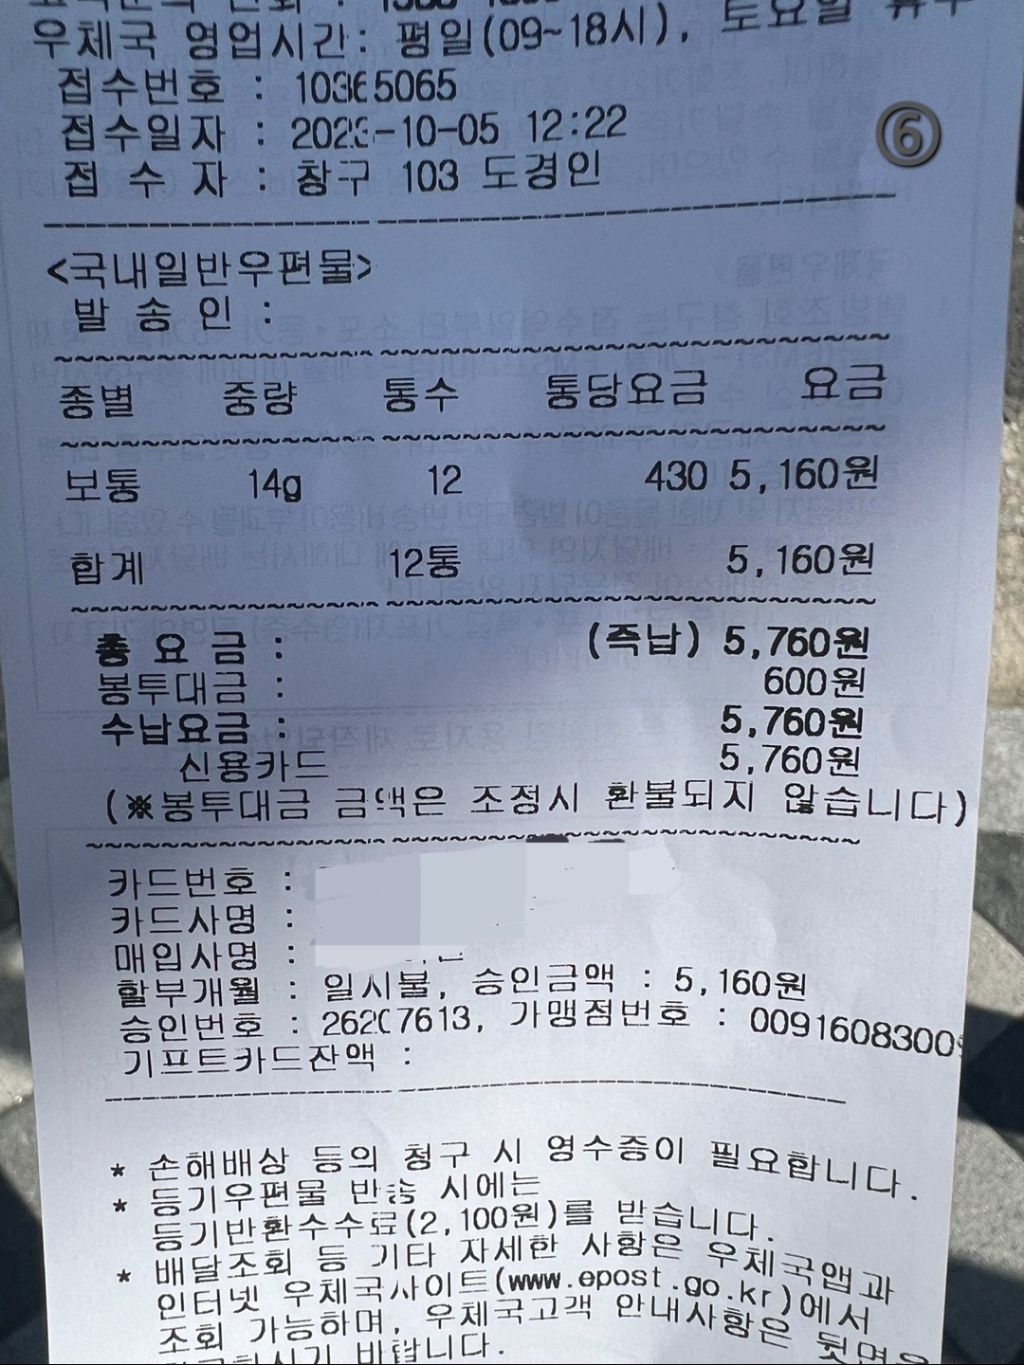 우체국 영업시간: 평일(09~18시), 토요일 휴무
접수번호 : 10365065
접수일자 : 2023-10-05 12:22
⑥
접 수 자 : 창구 103 도경인
<국내일반우편물>
발 송 인 :
종별 중량 통수 통당요금 요금
보통 14g 12 430 5,160원
합계 12통 5,160원
총 요 금 : (즉납) 5,760원
봉투대금 : 600원
수납요금 : 5,760원
신용카드 5,760원
(※봉투대금 금액은 조정시 환불되지 않습니다)
카드번호 :
카드사명 :
매입사명 :
할부개월 : 일시불, 승인금액 : 5,160원
승인번호 : 26207613, 가맹점번호 : 0091608300
기프트카드잔액 :
* 손해배상 등의 청구 시 영수증이 필요합니다.
* 등기우편물 반송 시에는
등기반환수수료(2,100원)를 받습니다.
* 배달조회 등 기타 자세한 사항은 우체국앱과
인터넷 우체국사이트(www.epost.go.kr)에서
조회 가능하며, 우체국고객 안내사항은 뒷면을
바랍니다.